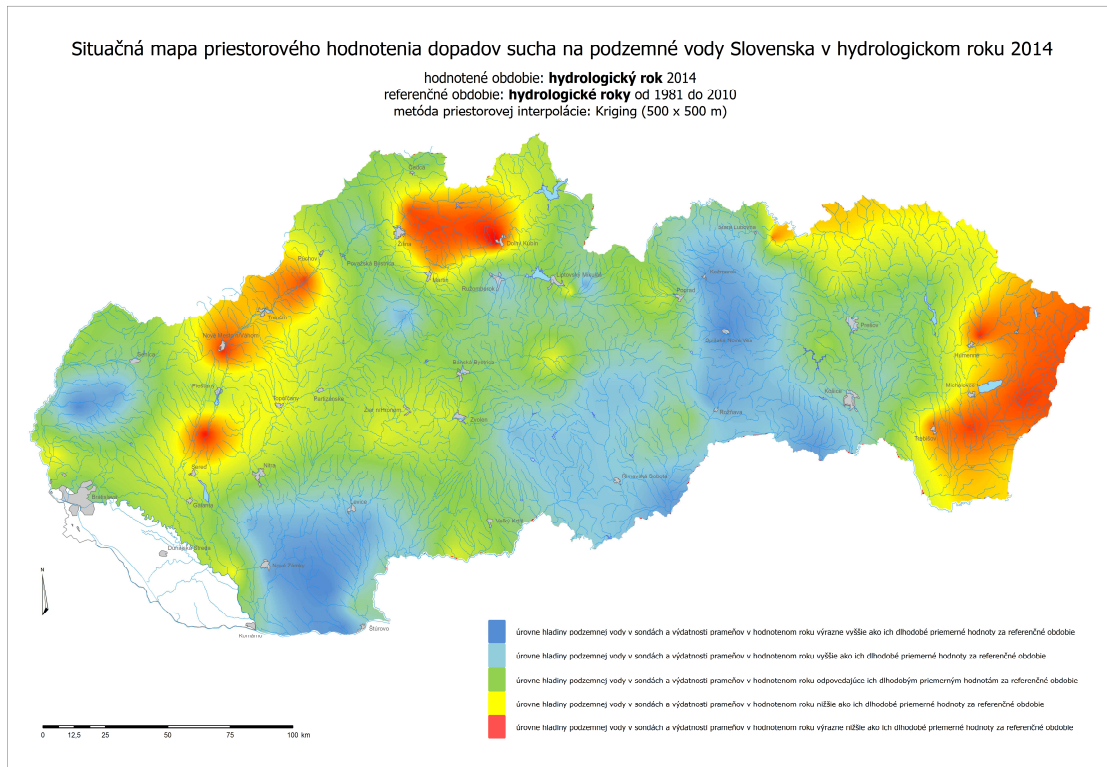 Situačná mapa priestorového hodnotenia dopadov sucha na podzemné vody Slovenska v hydrologickom roku 2014
hodnotené obdobie: hydrologický rok 2014
referenčné obdobie: hydrologické roky od 1981 do 2010
metóda priestorovej interpolácie: Kriging (500 x 500 m)
Čadca
Stará Ľubovňa
Žilina
Dolný Kubín
Púchov
Považská Bystrica
Martin
Ružomberok
Liptovský Mikuláš
Kežmarok
Poprad
Trenčín
Prešov
Nové Mesto nad Váhom
Spišská Nová Ves
Humenné
Senica
Banská Bystrica
Michalovce
Piešťany
Topoľčany
Partizánske
Žiar n/Hronom
Zvolen
Košice
Rožňava
Trebišov
Sereď
Nitra
Rimavská Sobota
Bratislava
Galanta
Levice
Veľký Krtíš
Dunajská Streda
Nové Zámky
N
Komárno
Štúrovo
úrovne hladiny podzemnej vody v sondách a výdatnosti prameňov v hodnotenom roku výrazne vyššie ako ich dlhodobé priemerné hodnoty za referenčné obdobie
úrovne hladiny podzemnej vody v sondách a výdatnosti prameňov v hodnotenom roku vyššie ako ich dlhodobé priemerné hodnoty za referenčné obdobie
úrovne hladiny podzemnej vody v sondách a výdatnosti prameňov v hodnotenom roku odpovedajúce ich dlhodobým priemerným hodnotám za referenčné obdobie
úrovne hladiny podzemnej vody v sondách a výdatnosti prameňov v hodnotenom roku nižšie ako ich dlhodobé priemerné hodnoty za referenčné obdobie
úrovne hladiny podzemnej vody v sondách a výdatnosti prameňov v hodnotenom roku výrazne nižšie ako ich dlhodobé priemerné hodnoty za referenčné obdobie
0 12,5 25 50 75 100 km